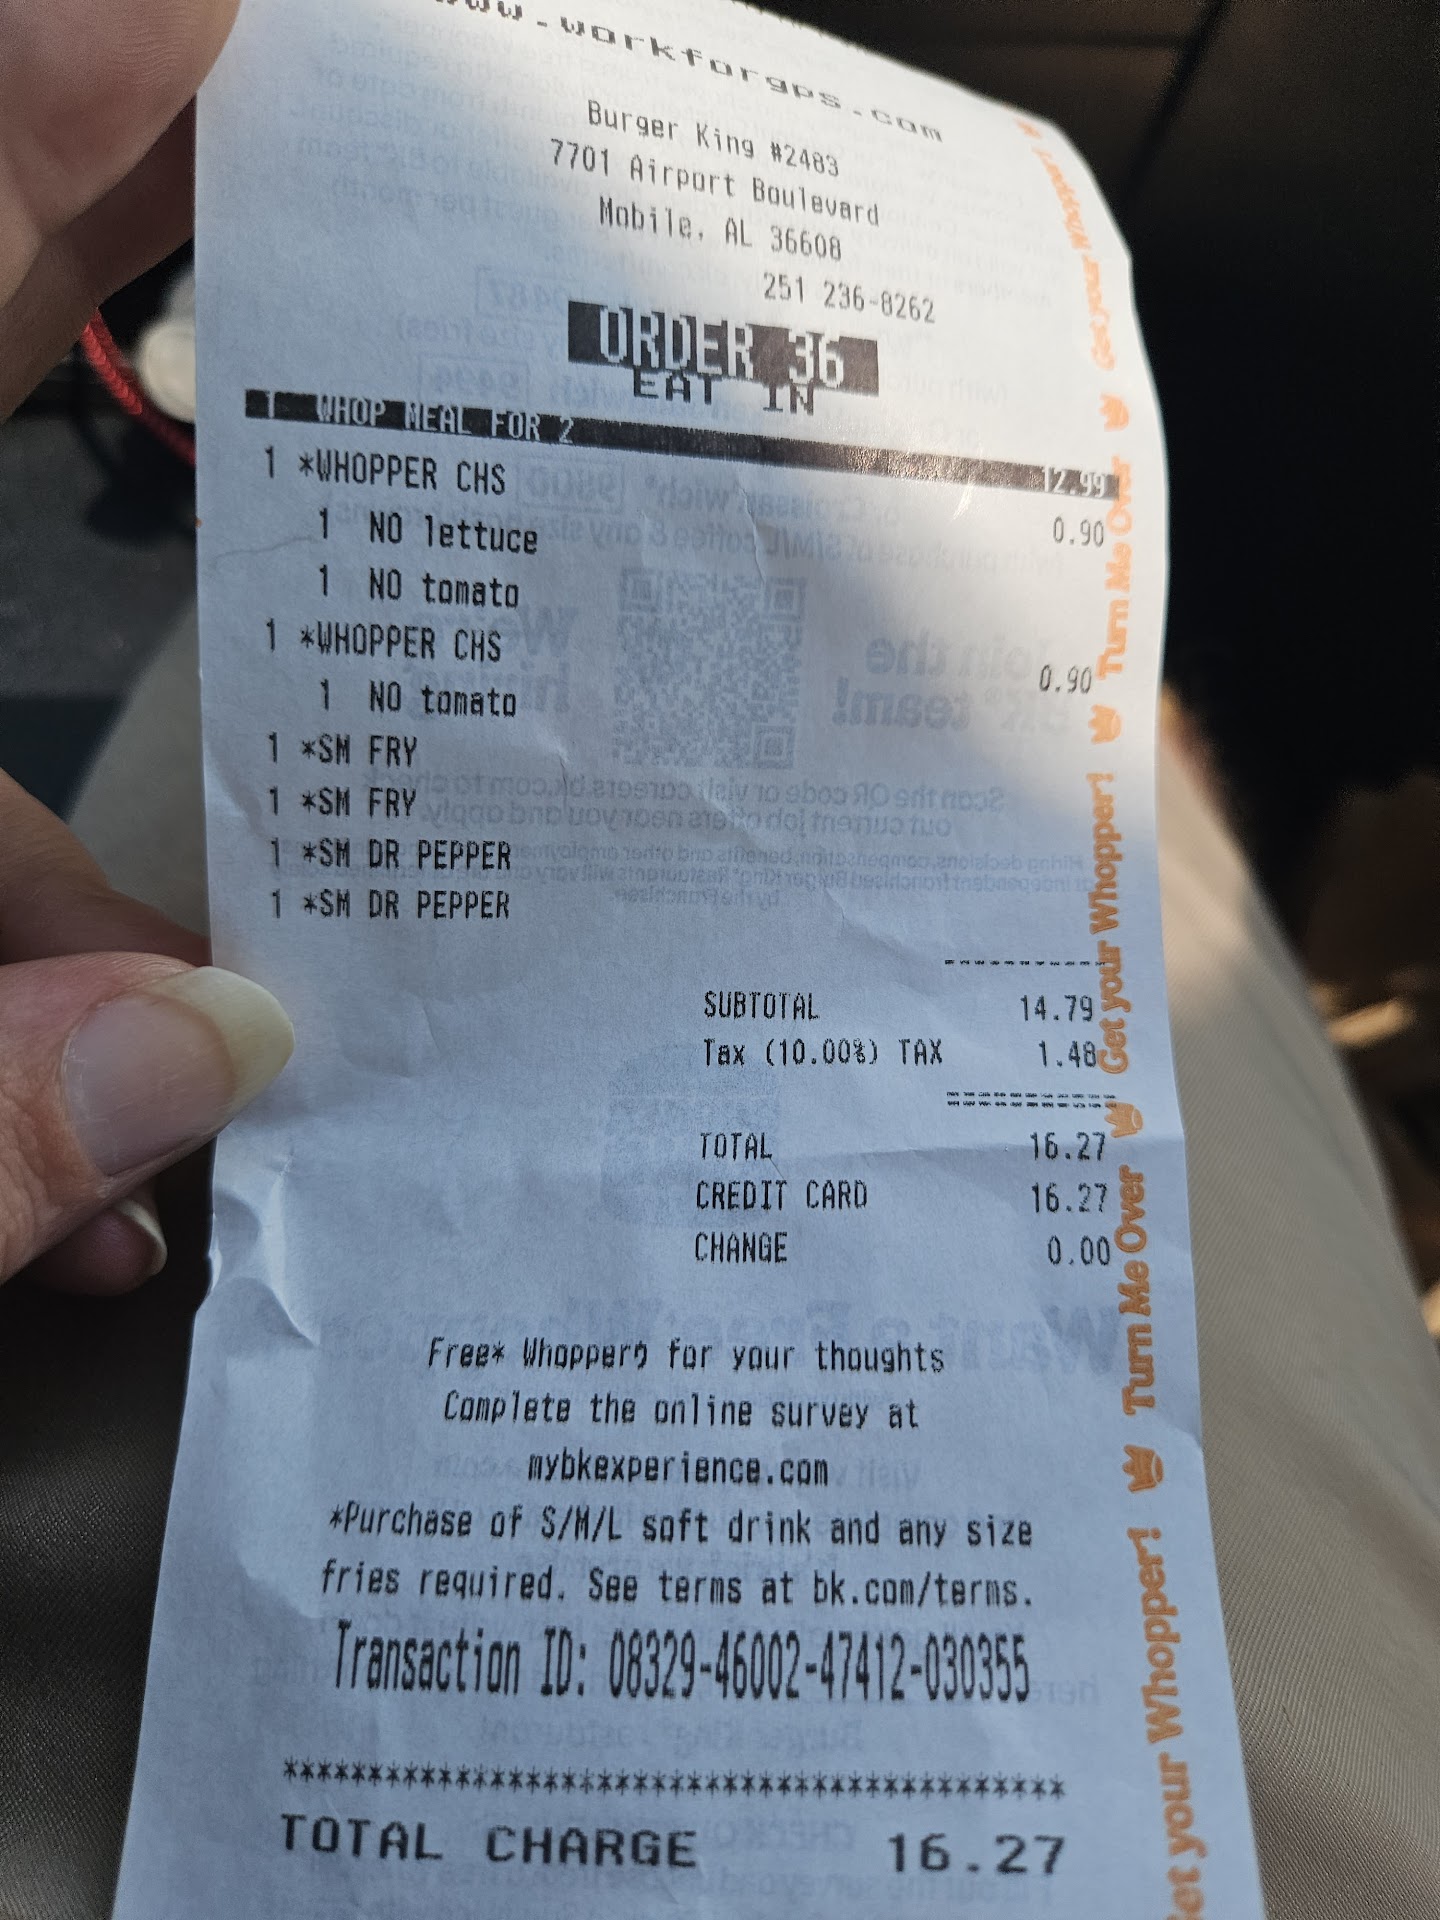 www.workforgps.com
Burger King #2483
7701 Airport Boulevard
Mobile, AL 36608
251 236-8262
ORDER 36
EAT IN
1 WHOP MEAL FOR 2 12.99
1 *WHOPPER CHS 0.90
1 NO lettuce
1 NO tomato
1 *WHOPPER CHS 0.90
1 NO tomato
1 *SM FRY
1 *SM FRY
1 *SM DR PEPPER
1 *SM DR PEPPER
SUBTOTAL 14.79
Tax (10.00%) TAX 1.48
TOTAL 16.27
CREDIT CARD 16.27
CHANGE 0.00
Free* Whopper for your thoughts
Complete the online survey at
mybkexperience.com
*Purchase of S/M/L soft drink and any size
fries required. See terms at bk.com/terms.
Transaction ID: 08329-46002-47412-030355
*************************************************
TOTAL CHARGE 16.27
Get your Whopper! Turn Me Over Get your Whopper! Turn Me Over Get your Whopper!